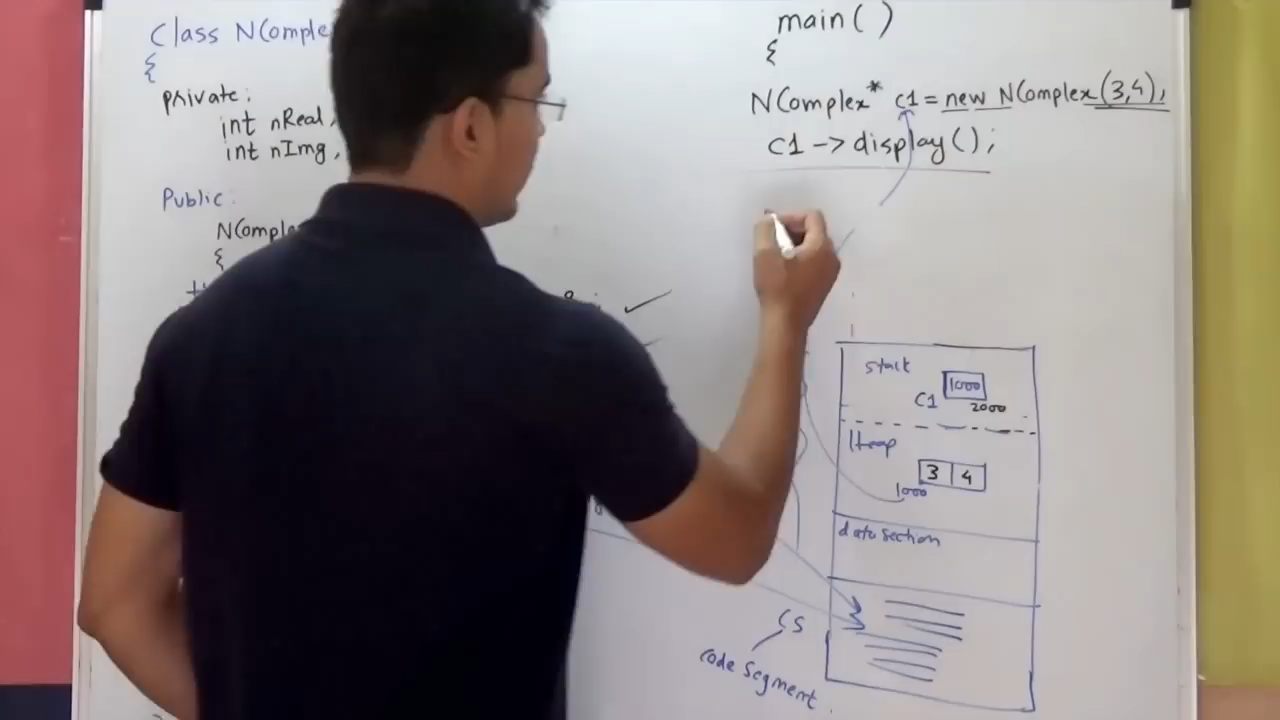 Class NComple
{
private:
int nReal,
int nImg,
Public:
NComple
{
main( )
{
NComplex* c1 = new NComplex(3,4);
c1 -> display();
stack
1000
C1
2000
Heap
3 4
1000
data section
CS
Code Segment